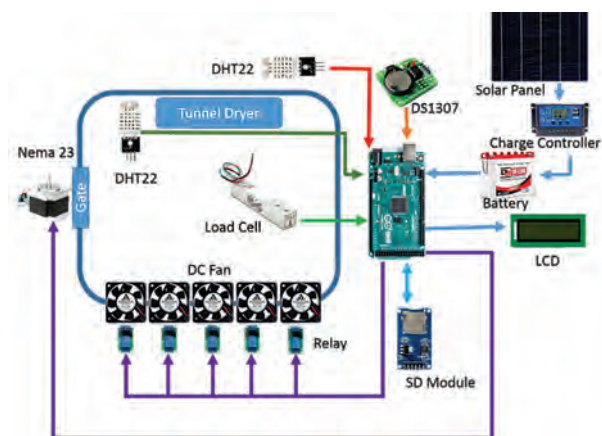 DHT22
DS1307
Solar Panel
Tunnel Dryer
Charge Controller
Nema 23
Gate
DHT22
Load Cell
Battery
LCD
DC Fan
Relay
SD Module